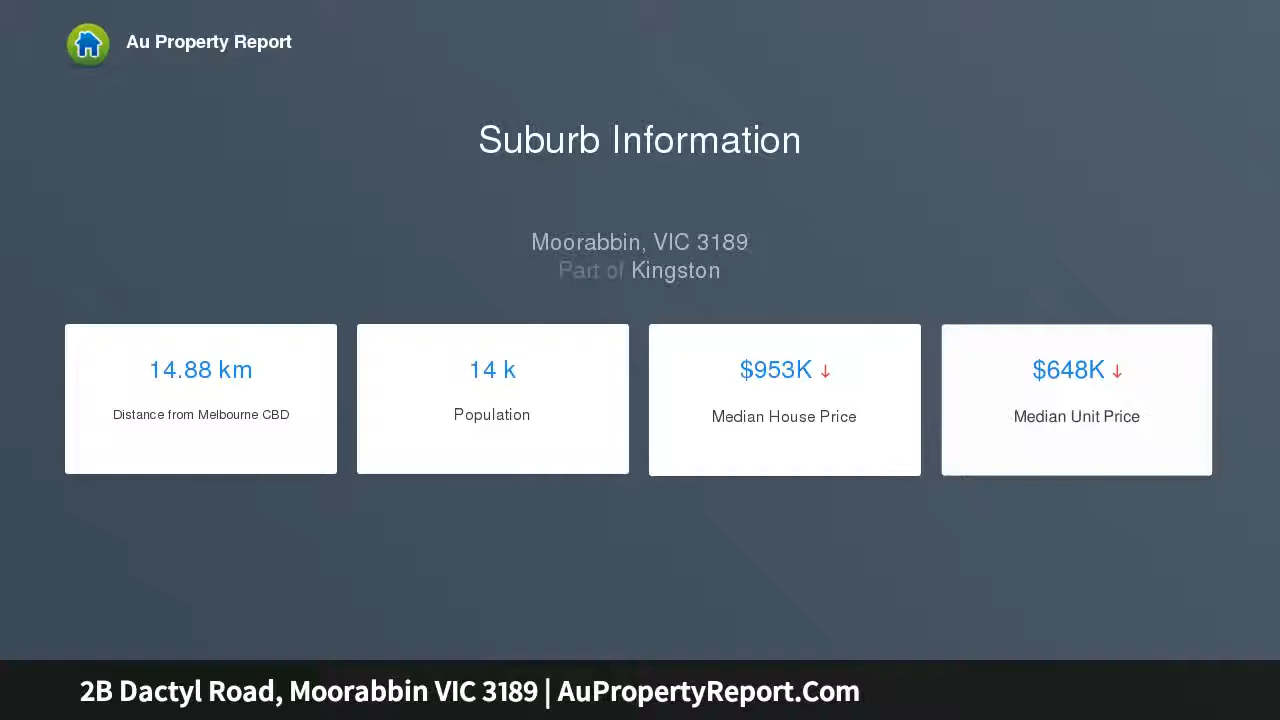 Au Property Report
Suburb Information
Moorabbin, VIC 3189
Part of Kingston
14.88 km
Distance from Melbourne CBD
14 k
Population
$953K ↓
Median House Price
$648K ↓
Median Unit Price
2B Dactyl Road, Moorabbin VIC 3189 | AuPropertyReport.Com